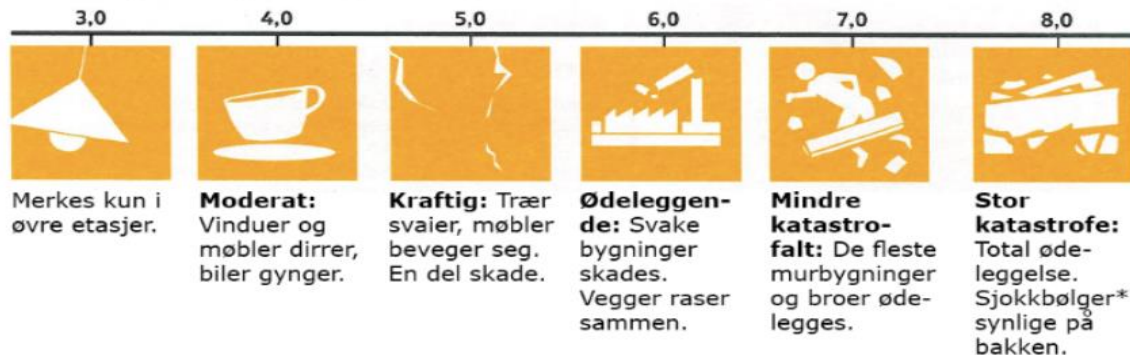 3,0 4,0 5,0 6,0 7,0 8,0
Merkes kun i
øvre etasjer.
Moderat:
Vinduer og
møbler dirrer,
biler gynger.
Kraftig: Trær
svaier, møbler
beveger seg.
En del skade.
Ødeleggen-
de: Svake
bygninger
skades.
Vegger raser
sammen.
Mindre
katastro-
falt: De fleste
murbygninger
og broer øde-
legges.
Stor
katastrofe:
Total øde-
leggelse.
Sjokkbølger*
synlige på
bakken.